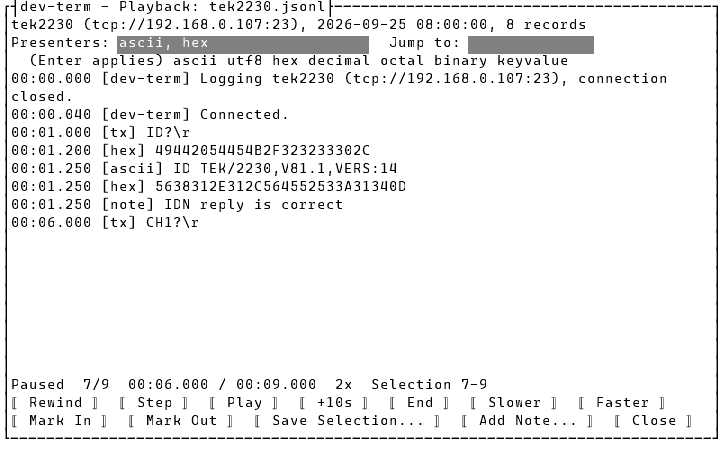 dev-term - Playback: tek2230.jsonl
tek2230 (tcp://192.168.0.107:23), 2026-09-25 08:00:00, 8 records
Presenters: ascii, hex Jump to:
(Enter applies) ascii utf8 hex decimal octal binary keyvalue
00:00.000 [dev-term] Logging tek2230 (tcp://192.168.0.107:23), connection
closed.
00:00.040 [dev-term] Connected.
00:01.000 [tx] ID?\r
00:01.200 [hex] 49442054454B2F323233302C
00:01.250 [ascii] ID TEK/2230,V81.1,VERS:14
00:01.250 [hex] 5638312E312C564552533A31340D
00:01.250 [note] IDN reply is correct
00:06.000 [tx] CH1?\r
Paused 7/9 00:06.000 / 00:09.000 2x Selection 7-9
[ Rewind ] [ Step ] [ Play ] [ +10s ] [ End ] [ Slower ] [ Faster ]
[ Mark In ] [ Mark Out ] [ Save Selection... ] [ Add Note... ] [ Close ]